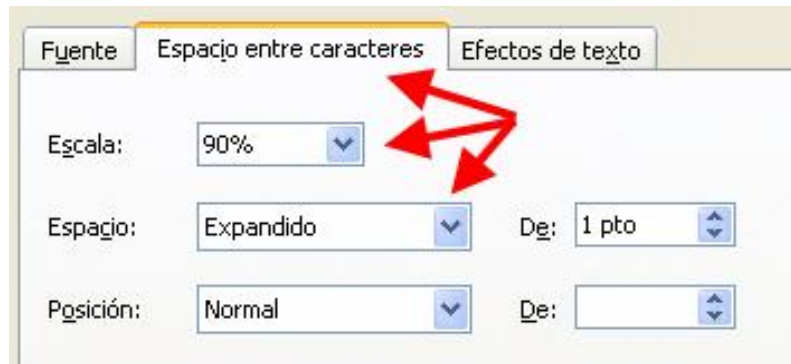 Fuente Espacio entre caracteres Efectos de texto
Escala: 90%
Espacio: Expandido De: 1 pto
Posición: Normal De: